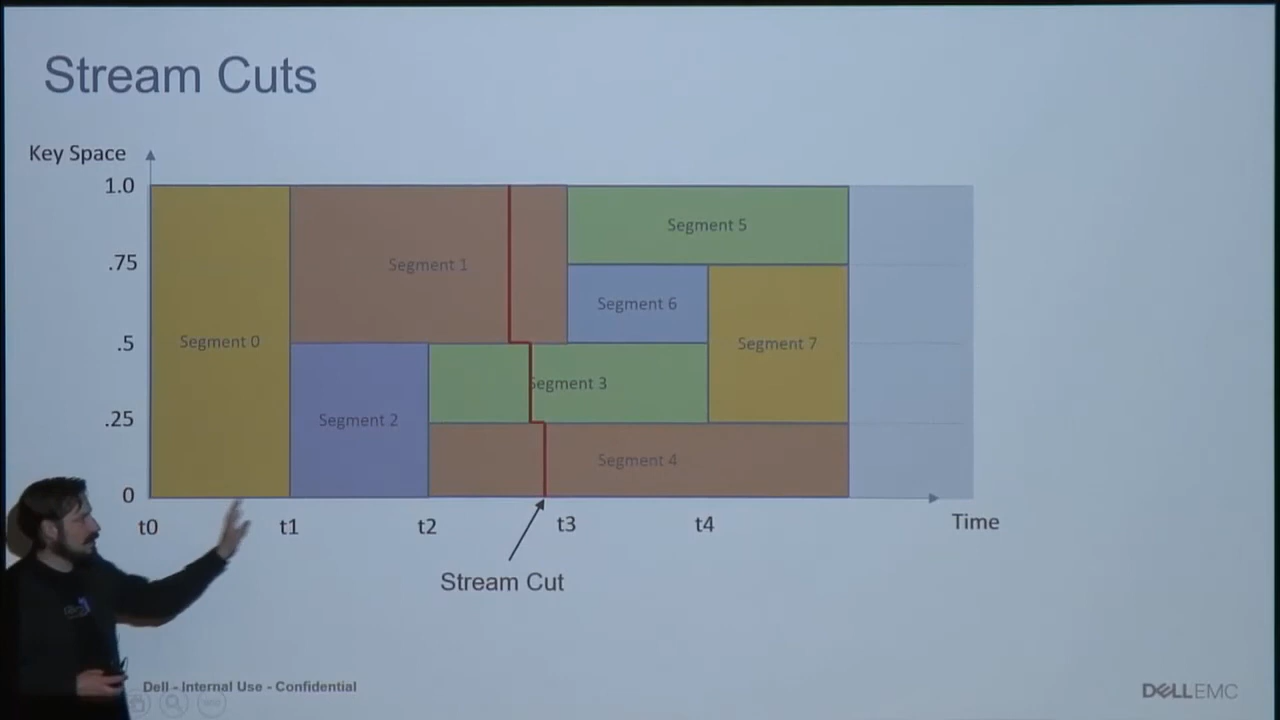 Stream Cuts
Key Space
1.0
Segment 5
.75
Segment 1
Segment 6
.5
Segment 0
Segment 7
Segment 3
.25
Segment 2
Segment 4
0
t0
t1
t2
t3
t4
Time
Stream Cut
Dell - Internal Use - Confidential
DELLEMC